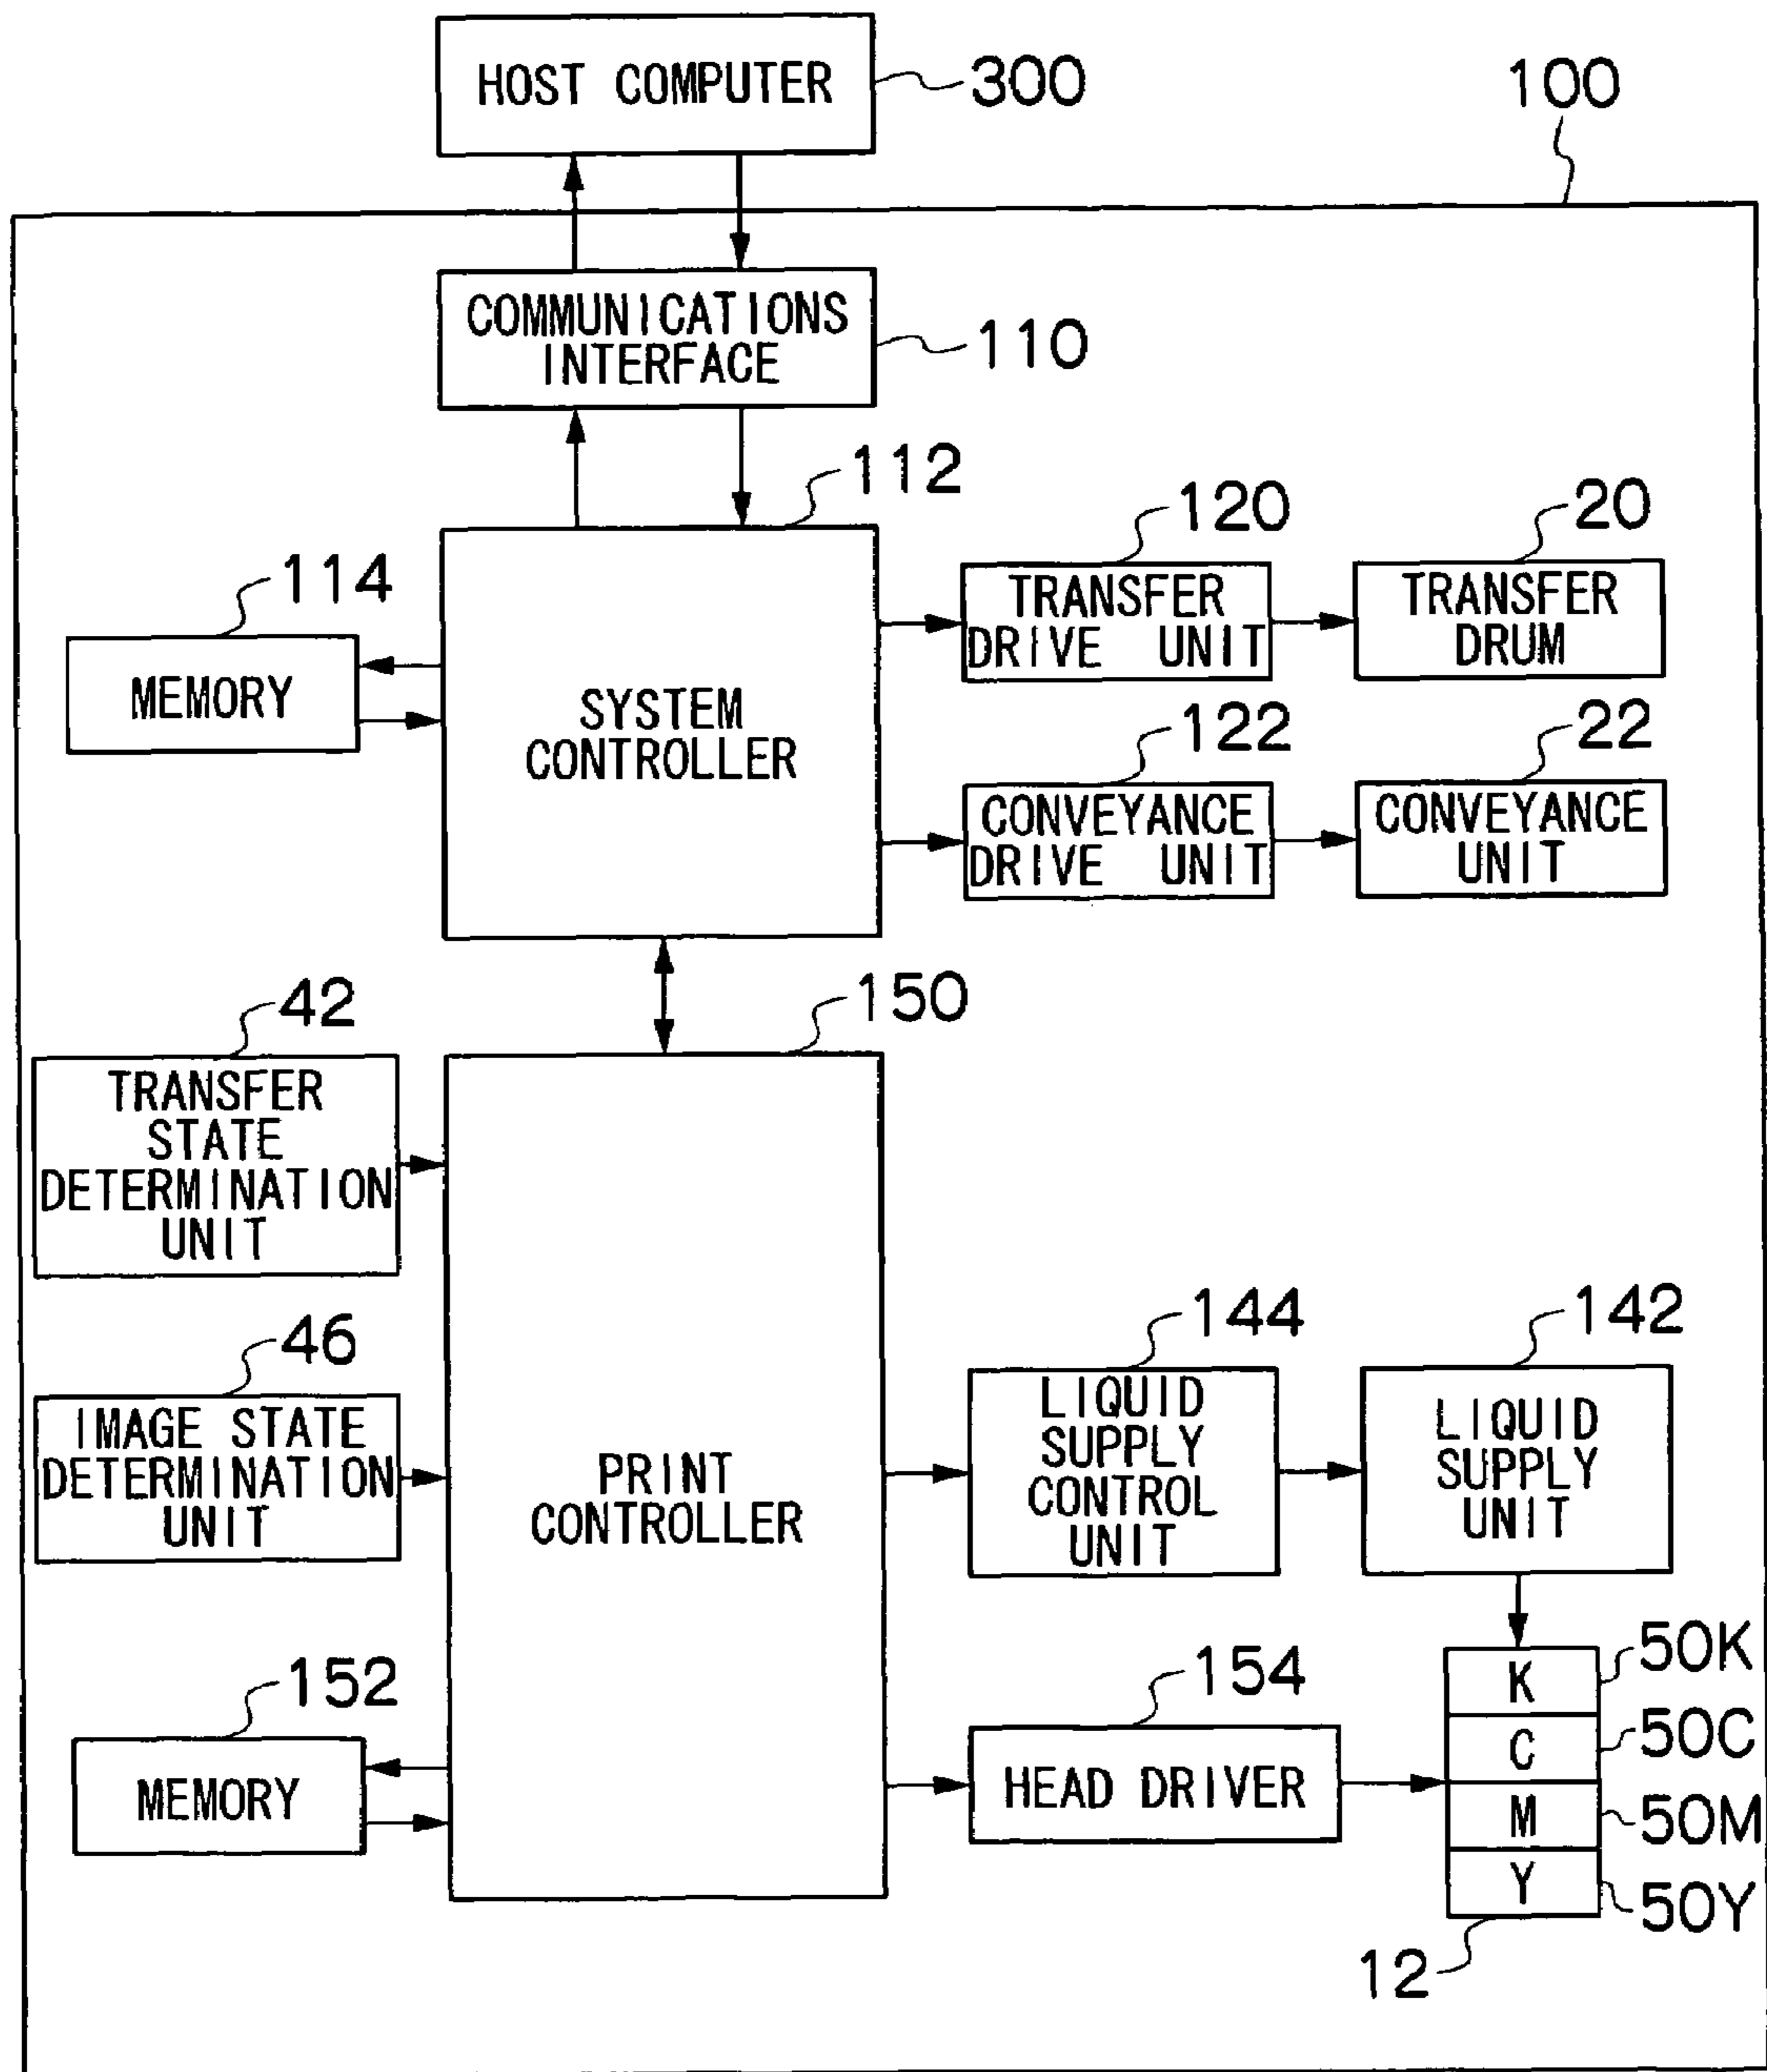 HOST COMPUTER
300
100
COMMUNICATIONS
INTERFACE
110
112
120
20
114
TRANSFER
DRIVE UNIT
TRANSFER
DRUM
MEMORY
SYSTEM
CONTROLLER
122
22
CONVEYANCE
DRIVE UNIT
CONVEYANCE
UNIT
42
150
TRANSFER
STATE
DETERMINATION
UNIT
46
144
142
IMAGE STATE
DETERMINATION
UNIT
PRINT
CONTROLLER
LIQUID
SUPPLY
CONTROL
UNIT
LIQUID
SUPPLY
UNIT
152
154
K
50K
C
50C
MEMORY
HEAD DRIVER
M
50M
Y
50Y
12